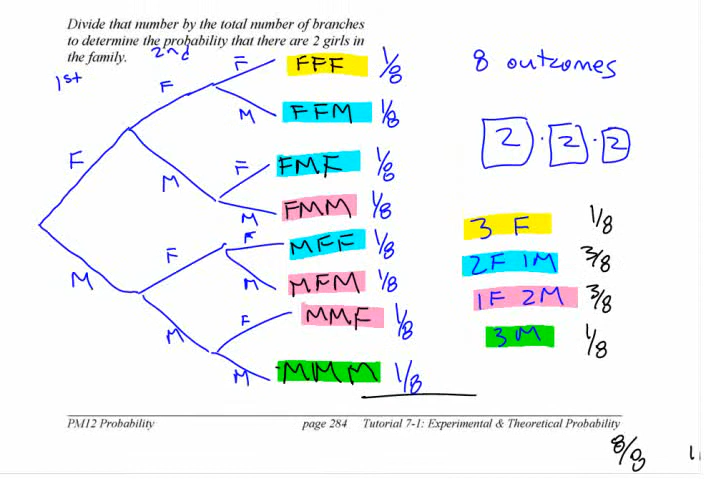 Divide that number by the total number of branches
to determine the probability that there are 2 girls in
the family.
1st
2nd
8 outcomes
F
F
F
FFF 1/8
M
FFM 1/8
2 · 2 · 2
M
F
FMF 1/8
M
FMM 1/8
M
F
F
MFF 1/8
M
MFM 1/8
M
F
MMF 1/8
M
MMM 1/8
3 F 1/8
2F 1M 3/8
1F 2M 3/8
3M 1/8
PM12 Probability page 284 Tutorial 7-1: Experimental & Theoretical Probability
8/8